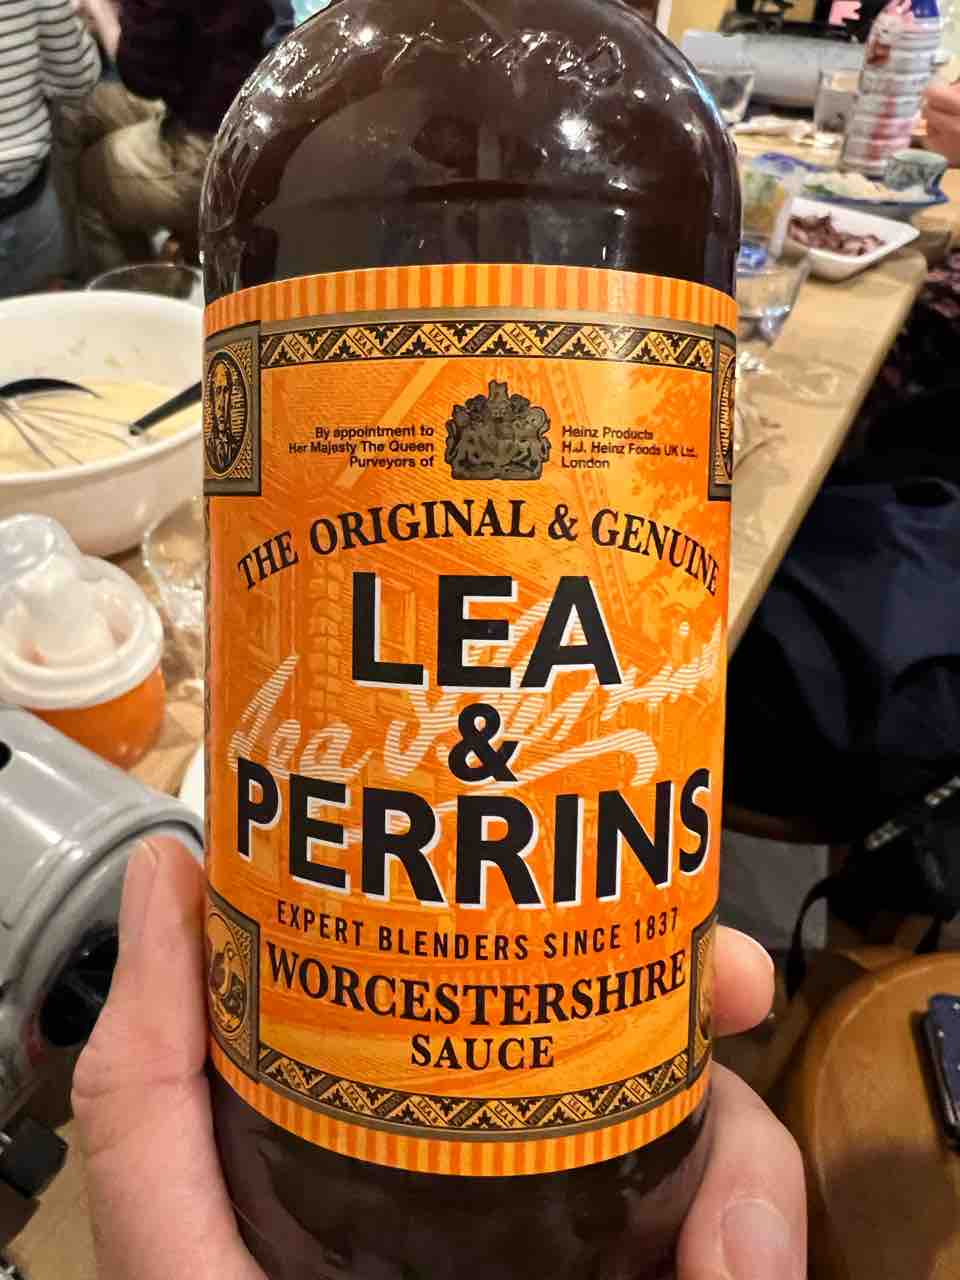 By appointment to
Her Majesty The Queen
Purveyors of
Heinz Products
H.J. Heinz Foods UK Ltd.,
London
THE ORIGINAL & GENUINE
LEA
&
PERRINS
EXPERT BLENDERS SINCE 1837
WORCESTERSHIRE
SAUCE